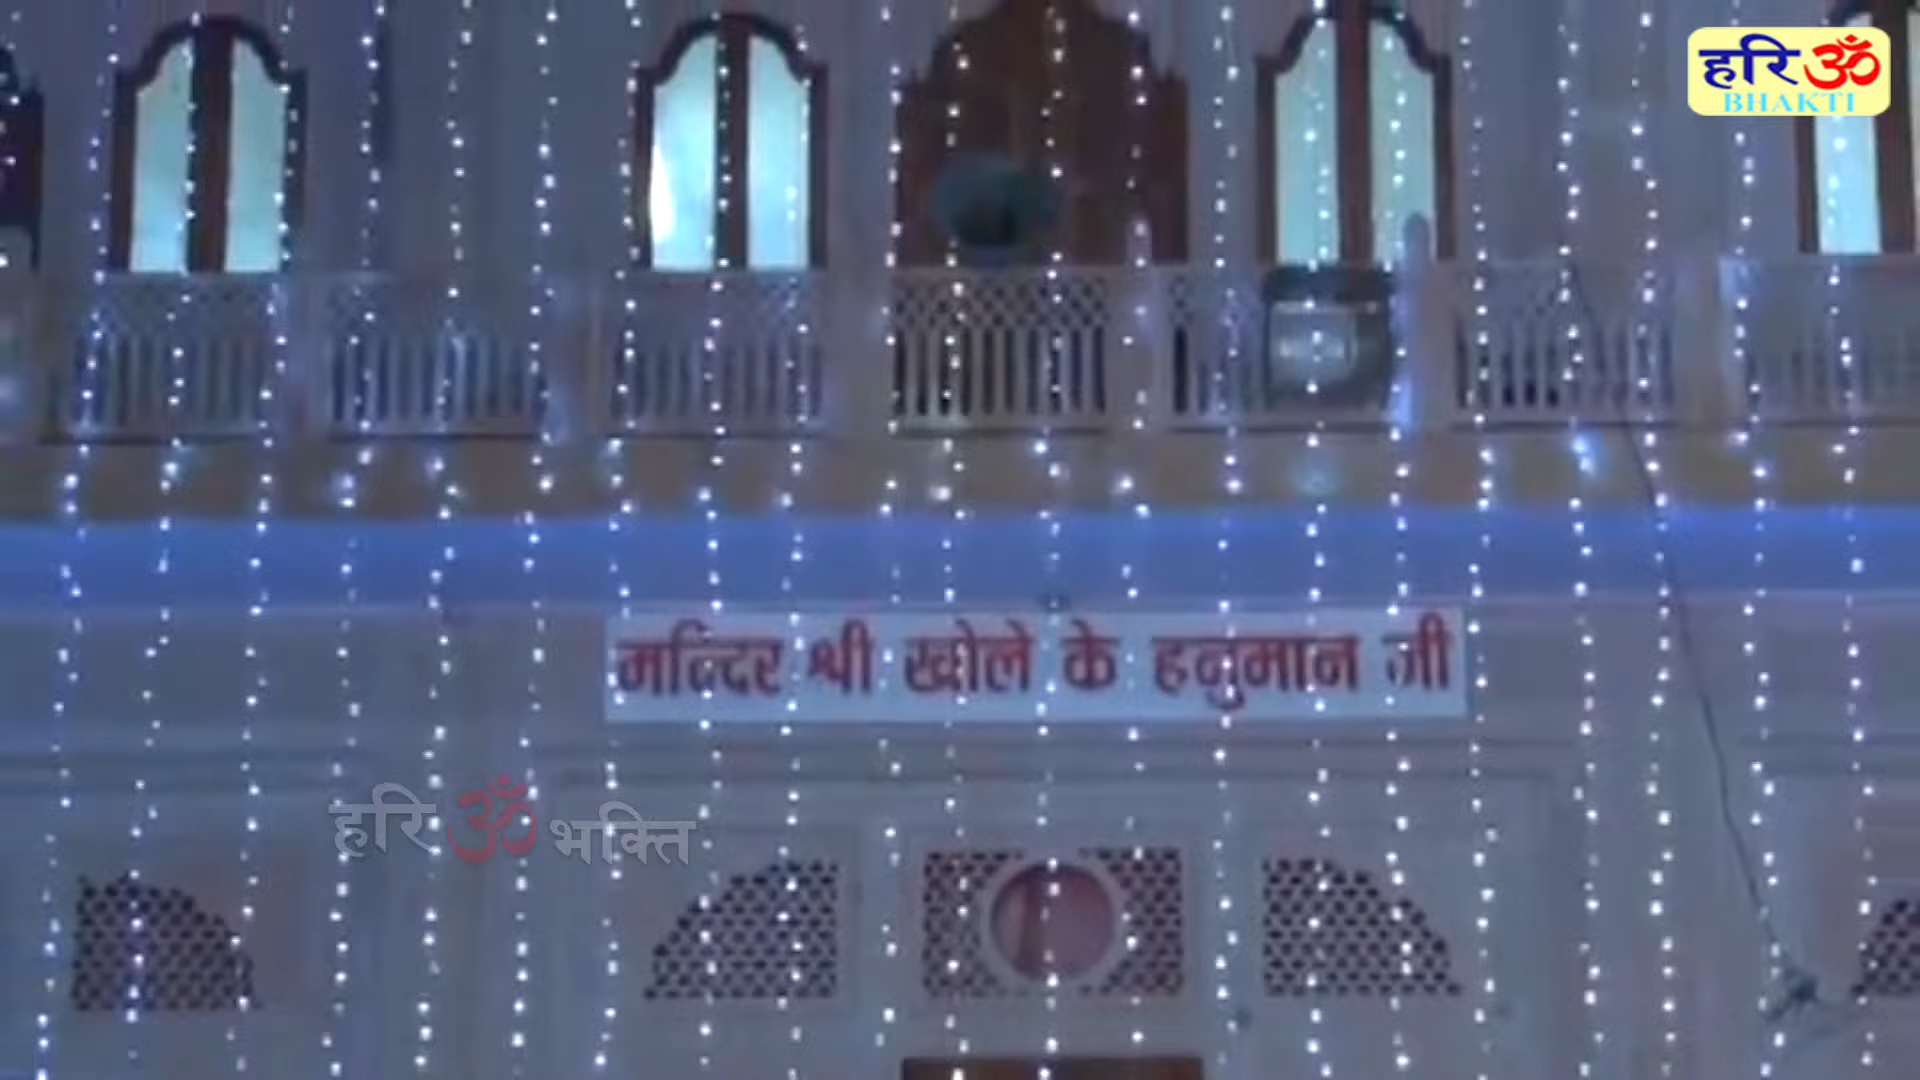 हरि ॐ
BHAKTI
मन्दिर श्री खोले के हनुमान जी
हरि ॐ भक्ति